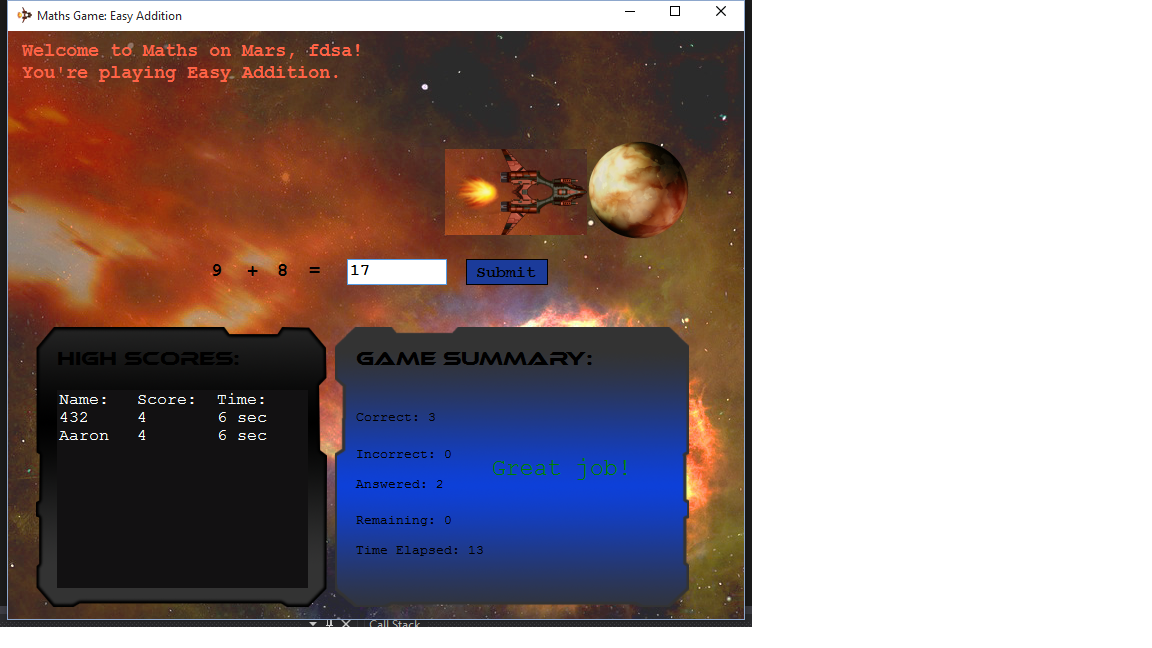 Maths Game: Easy Addition
Welcome to Maths on Mars, fdsa!
You're playing Easy Addition.
9 + 8 = 17 Submit
HIGH SCORES:
Name: Score: Time:
432 4 6 sec
Aaron 4 6 sec
GAME SUMMARY:
Correct: 3
Incorrect: 0
Great job!
Answered: 2
Remaining: 0
Time Elapsed: 13
Call Stack